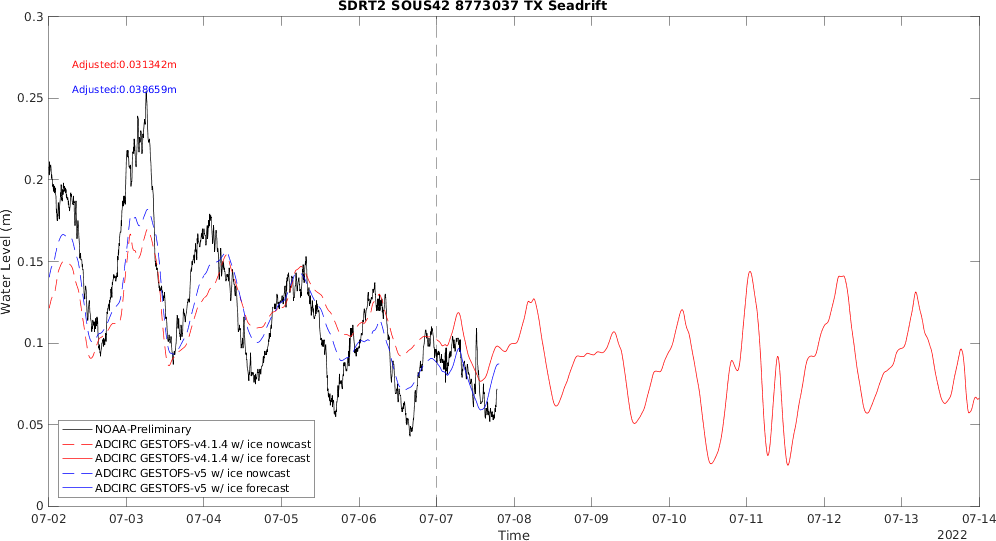 SDRT2 SOUS42 8773037 TX Seadrift
0.3
Adjusted:0.031342m
Adjusted:0.038659m
0.25
0.2
0.15
0.1
0.05
0
Water Level (m)
NOAA-Preliminary
ADCIRC GESTOFS-v4.1.4 w/ ice nowcast
ADCIRC GESTOFS-v4.1.4 w/ ice forecast
ADCIRC GESTOFS-v5 w/ ice nowcast
ADCIRC GESTOFS-v5 w/ ice forecast
07-02 07-03 07-04 07-05 07-06 07-07 07-08 07-09 07-10 07-11 07-12 07-13 07-14
Time
2022